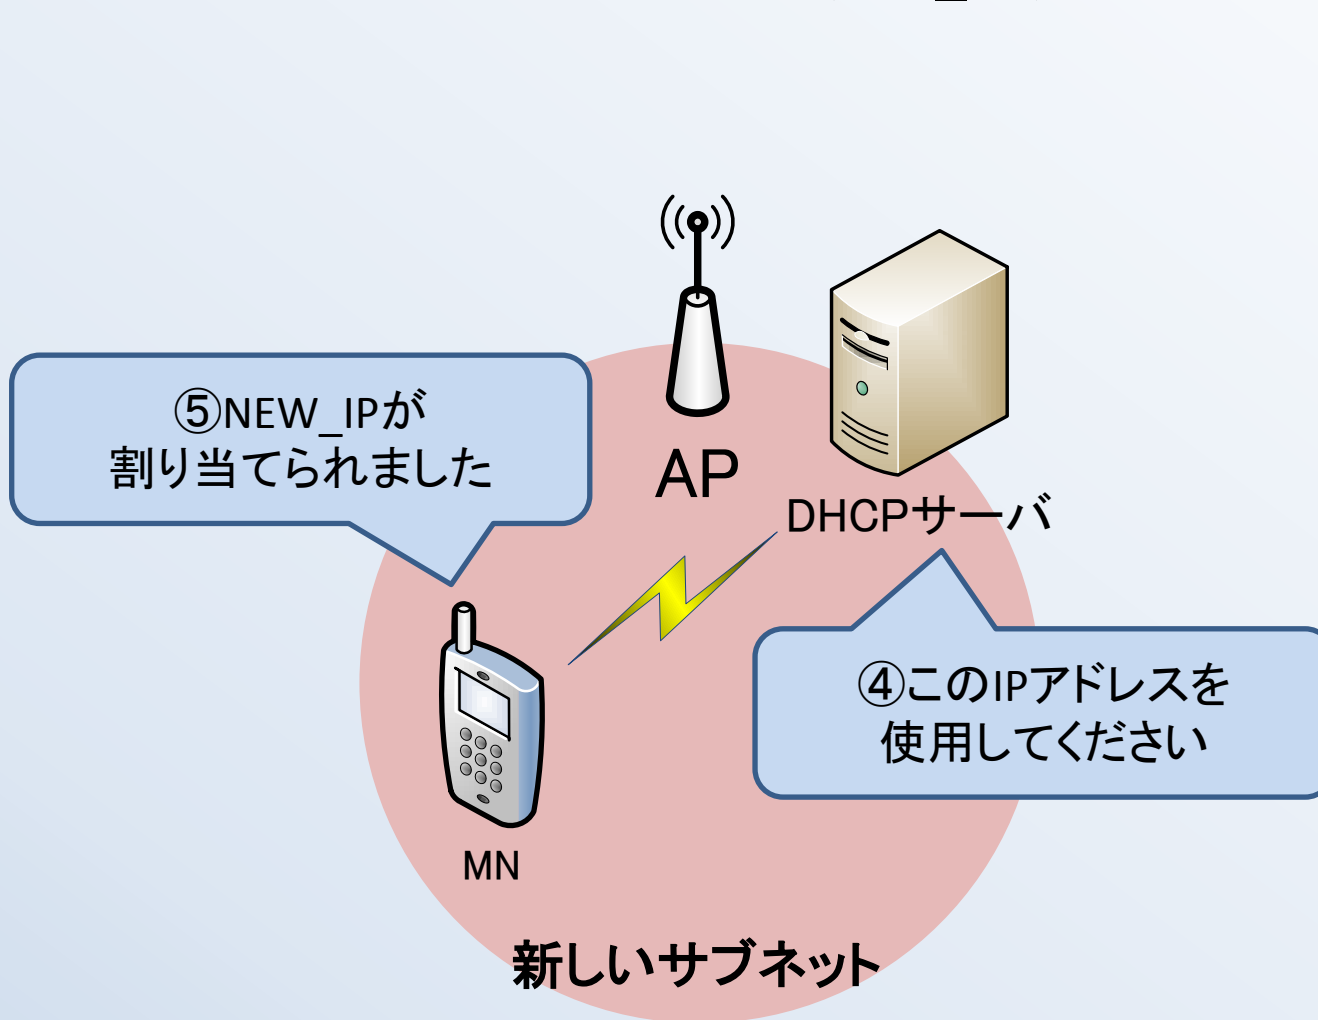 ⑤NEW_IPが
割り当てられました
AP
DHCPサーバ
④このIPアドレスを
使用してください
MN
新しいサブネット